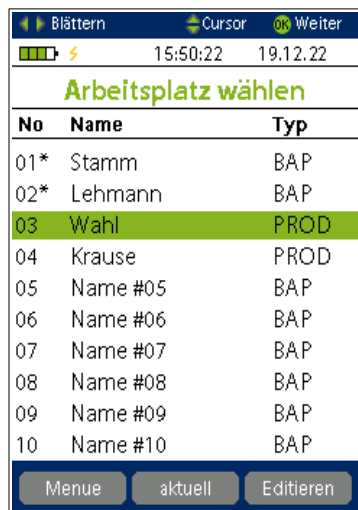 Blättern Cursor OK Weiter
15:50:22 19.12.22
Arbeitsplatz wählen
No Name Typ
01* Stamm BAP
02* Lehmann BAP
03 Wahl PROD
04 Krause PROD
05 Name #05 BAP
06 Name #06 BAP
07 Name #07 BAP
08 Name #08 BAP
09 Name #09 BAP
10 Name #10 BAP
Menue aktuell Editieren